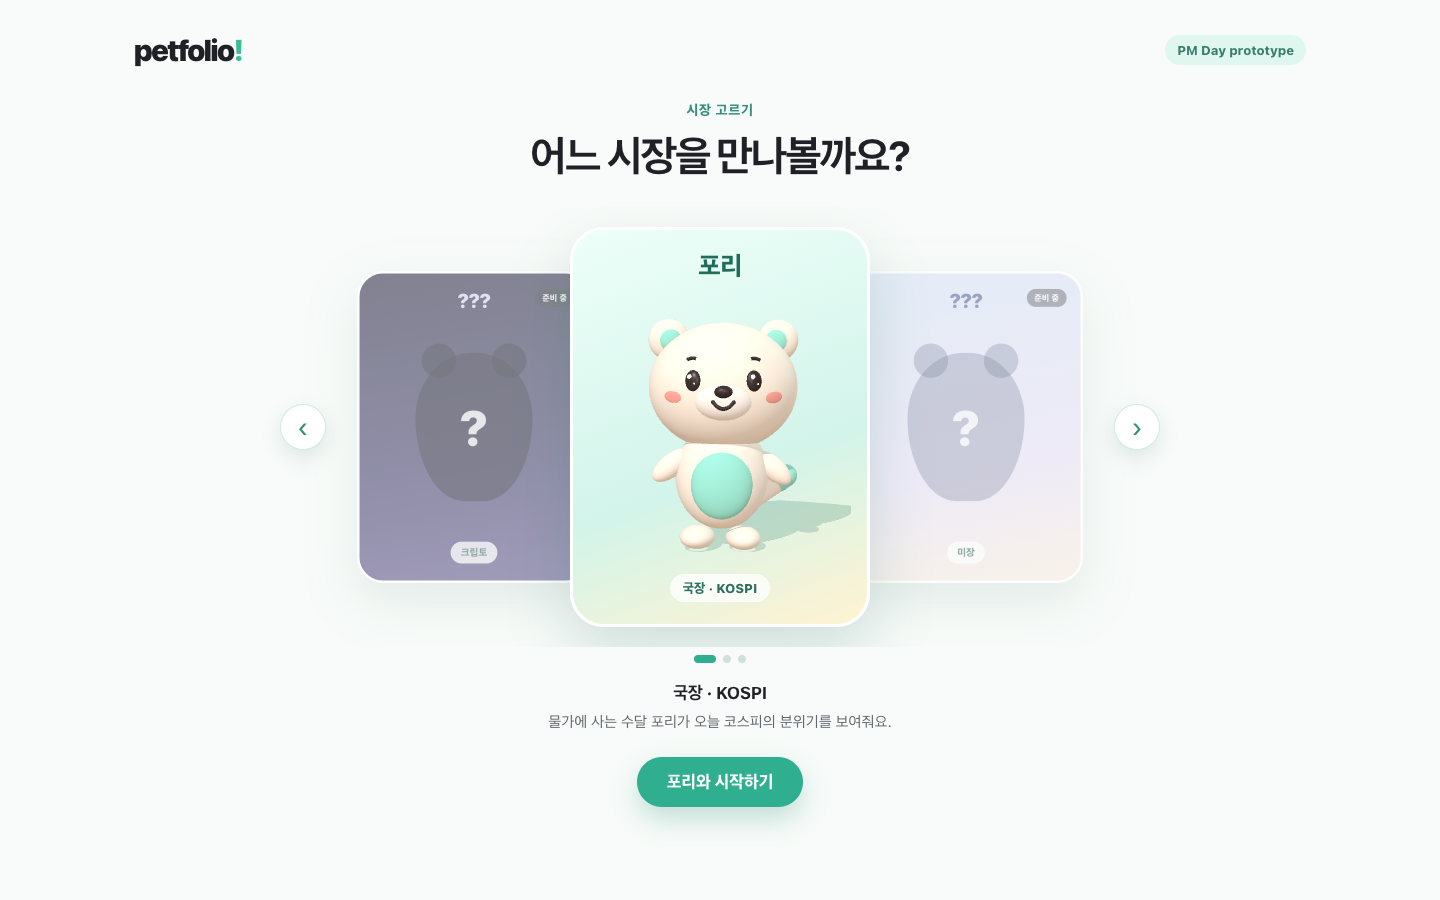 petfolio!
PM Day prototype
시장 고르기
어느 시장을 만나볼까요?
포리
???
준비 중
???
준비 중
?
?
‹
›
크립토
미장
국장 · KOSPI
국장 · KOSPI
물가에 사는 수달 포리가 오늘 코스피의 분위기를 보여줘요.
포리와 시작하기